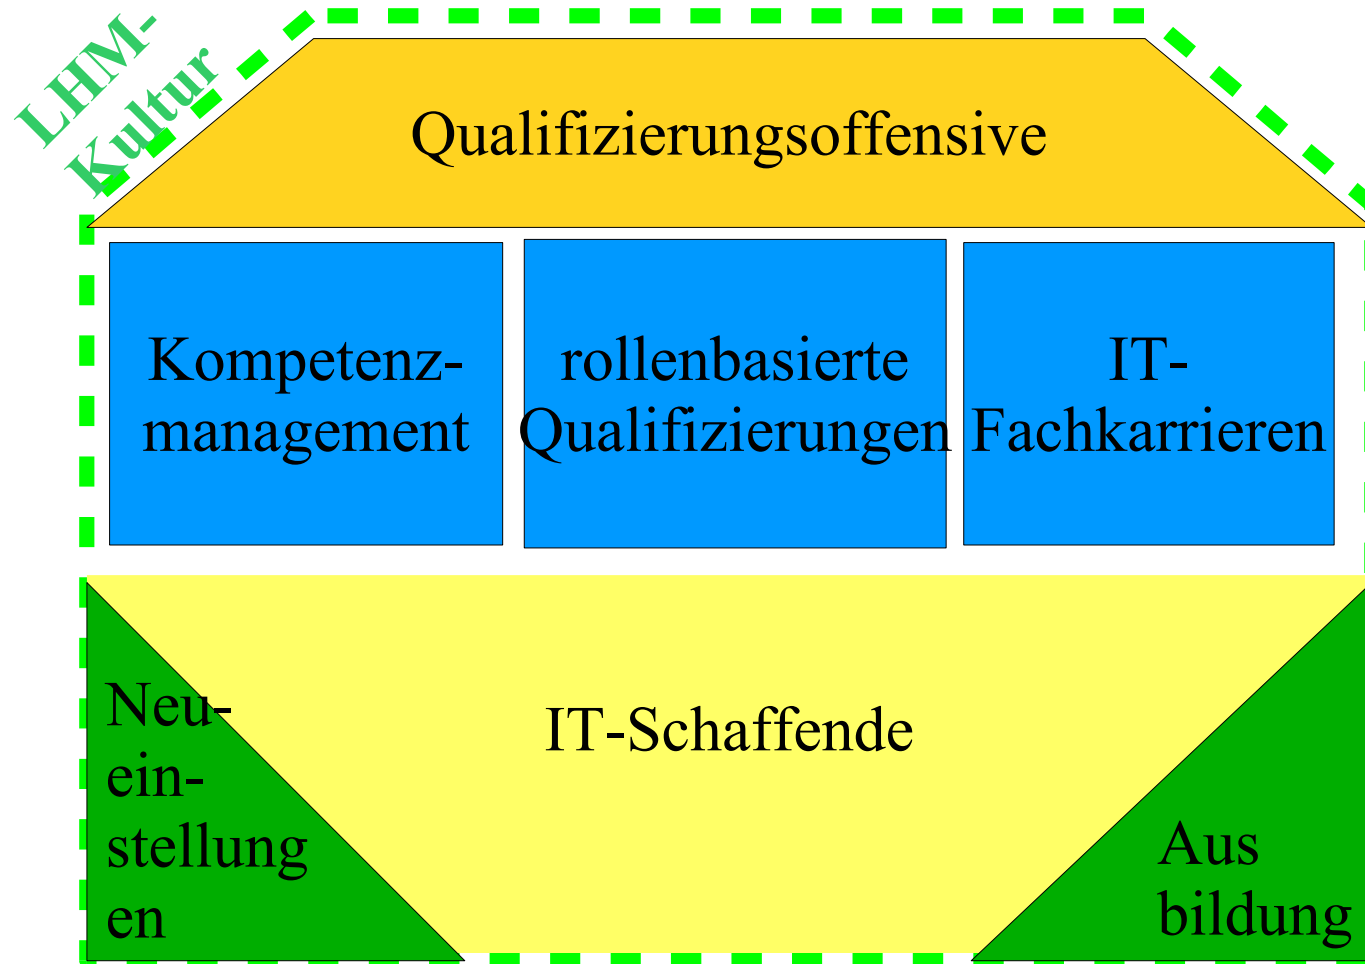 LHM-
Kultur
Qualifizierungsoffensive
Kompetenz-
management
rollenbasierte
Qualifizierungen
IT-
Fachkarrieren
Neu-
ein-
stellung
en
IT-Schaffende
Aus
bildung